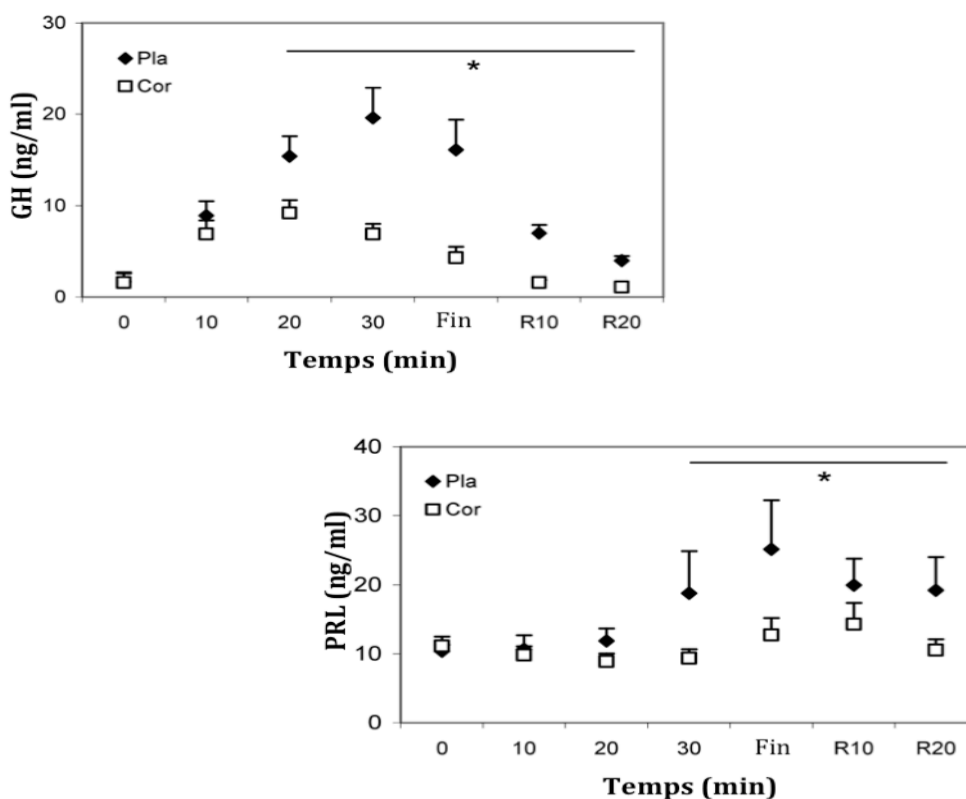 30
20
10
0
GH (ng/ml)
◆ Pla
□ Cor
*
0 10 20 30 Fin R10 R20
Temps (min)
40
30
20
10
0
PRL (ng/ml)
◆ Pla
□ Cor
*
0 10 20 30 Fin R10 R20
Temps (min)